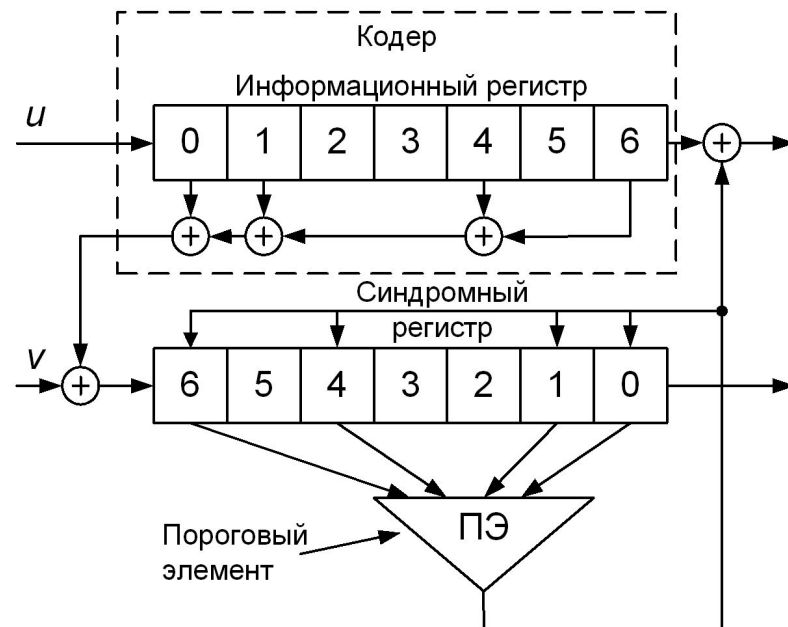 Кодер
Информационный регистр
u
0 1 2 3 4 5 6
+
+ + +
Синдромный
регистр
v
+
6 5 4 3 2 1 0
ПЭ
Пороговый
элемент